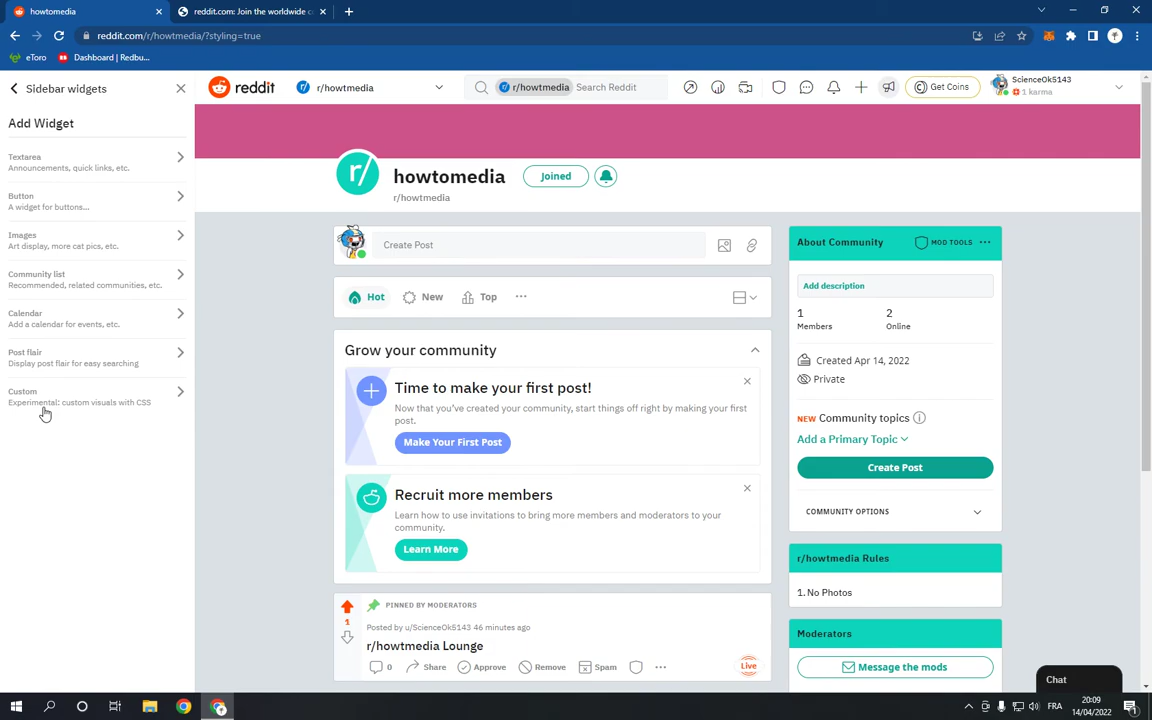 howtomedia
reddit.com: Join the worldwide c
reddit.com/r/howtmedia/?styling=true
eToro
Dashboard | Redbu...
Sidebar widgets
reddit
r/howtmedia
r/howtmedia
Search Reddit
Get Coins
ScienceOk5143
1 karma
Add Widget
Textarea
Announcements, quick links, etc.
Button
A widget for buttons...
Images
Art display, more cat pics, etc.
Community list
Recommended, related communities, etc.
Calendar
Add a calendar for events, etc.
Post flair
Display post flair for easy searching
Custom
Experimental: custom visuals with CSS
r/
howtomedia
Joined
r/howtmedia
Create Post
Hot
New
Top
Grow your community
Time to make your first post!
Now that you've created your community, start things off right by making your first
post.
Make Your First Post
Recruit more members
Learn how to use invitations to bring more members and moderators to your
community.
Learn More
PINNED BY MODERATORS
1
Posted by u/ScienceOk5143 46 minutes ago
r/howtmedia Lounge
0
Share
Approve
Remove
Spam
Live
About Community
MOD TOOLS
Add description
1
Members
2
Online
Created Apr 14, 2022
Private
NEW Community topics
Add a Primary Topic
Create Post
COMMUNITY OPTIONS
r/howtmedia Rules
1. No Photos
Moderators
Message the mods
Chat
FRA
20:09
14/04/2022